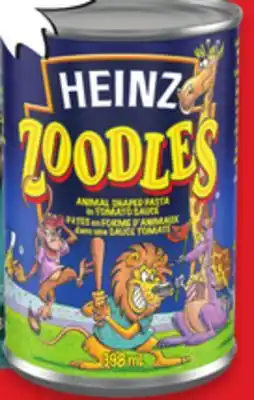 HEINZ
ZOODLES
ANIMAL SHAPED PASTA
in TOMATO SAUCE
PÂTES en FORME D'ANIMAUX
dans une SAUCE TOMATE
398 mL